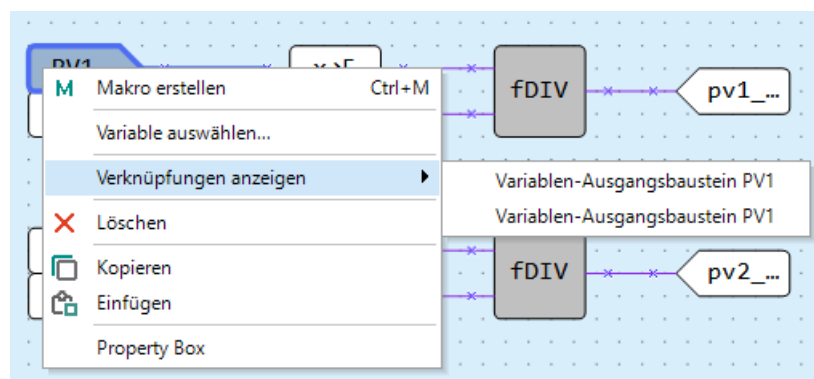 PV1
fDIV
pv1_...
M Makro erstellen Ctrl+M
Variable auswählen...
Verknüpfungen anzeigen
Variablen-Ausgangsbaustein PV1
Variablen-Ausgangsbaustein PV1
Löschen
Kopieren
fDIV
pv2_...
Einfügen
Property Box